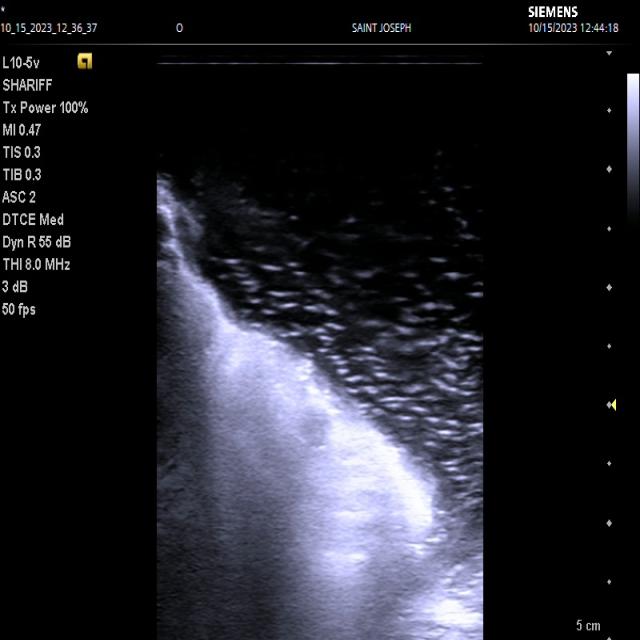 *
SIEMENS
10_15_2023_12_36_37 O SAINT JOSEPH 10/15/2023 12:44:18
L10-5v
SHARIFF
Tx Power 100%
MI 0.47
TIS 0.3
TIB 0.3
ASC 2
DTCE Med
Dyn R 55 dB
THI 8.0 MHz
3 dB
50 fps
5 cm